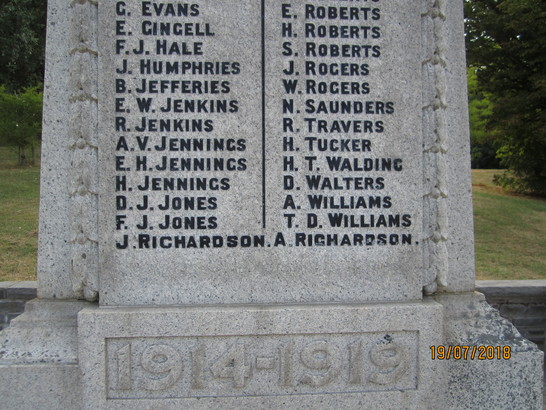 G. EVANS
E. GINGELL
F.J. HALE
J. HUMPHRIES
B. JEFFERIES
E.W. JENKINS
R. JENKINS
A.V. JENNINGS
E.H. JENNINGS
H. JENNINGS
D.J. JONES
F.J. JONES
E. ROBERTS
H. ROBERTS
S. ROBERTS
J. ROGERS
W. ROGERS
N. SAUNDERS
R. TRAVERS
H. TUCKER
H.T. WALDING
D. WALTERS
A. WILLIAMS
T.D. WILLIAMS
J. RICHARDSON. A. RICHARDSON.
1914-1919
19/07/2018